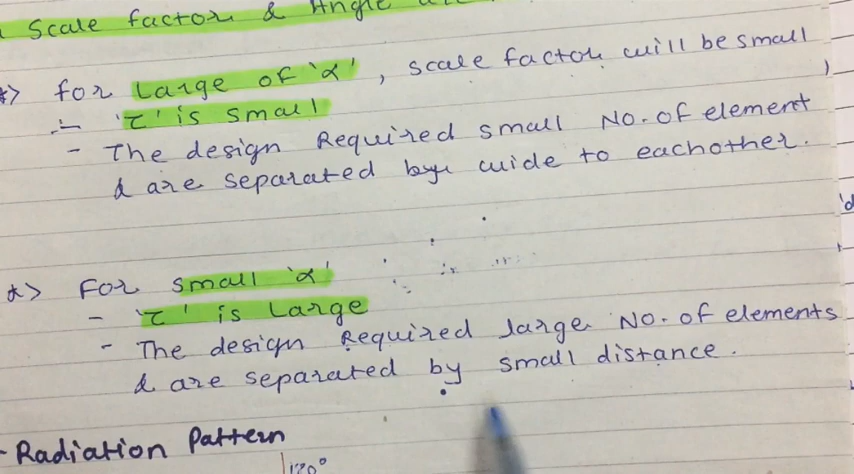 Scale factor & Angle
*> for Large of 'α', scale factor will be small
∴ 'τ' is small
- The design Required small No. of element
& are separated by wide to eachother.
*> For small 'α'
- 'τ' is Large
- The design Required large No. of elements
& are separated by small distance.
- Radiation Pattern
120°